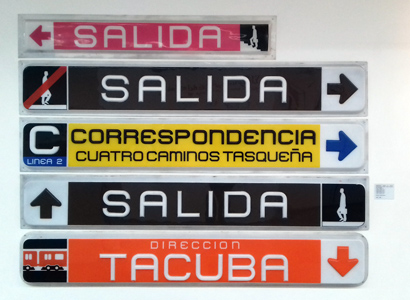 SALIDA
SALIDA
C CORRESPONDENCIA
LINEA 2 CUATRO CAMINOS TASQUEÑA
SALIDA
DIRECCION
TACUBA